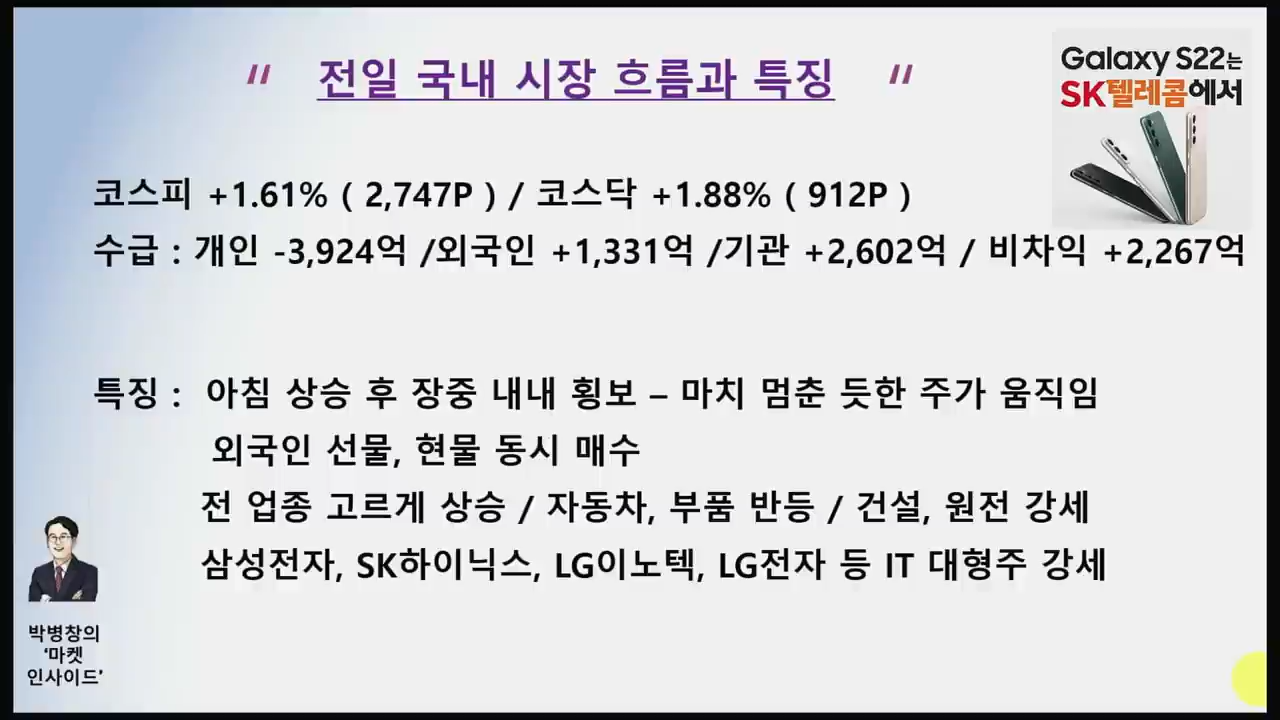 “ 전일 국내 시장 흐름과 특징 “
Galaxy S22는
SK텔레콤에서
코스피 +1.61% ( 2,747P ) / 코스닥 +1.88% ( 912P )
수급 : 개인 -3,924억 /외국인 +1,331억 /기관 +2,602억 / 비차익 +2,267억
특징 : 아침 상승 후 장중 내내 횡보 – 마치 멈춘 듯한 주가 움직임
외국인 선물, 현물 동시 매수
전 업종 고르게 상승 / 자동차, 부품 반등 / 건설, 원전 강세
삼성전자, SK하이닉스, LG이노텍, LG전자 등 IT 대형주 강세
박병창의
‘마켓
인사이드’